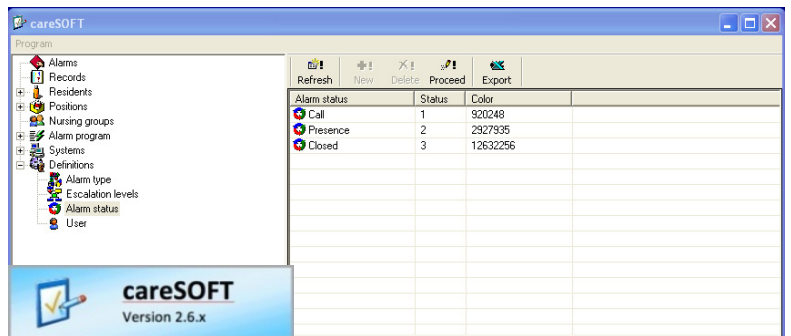 careSOFT
Program
Alarms
Records
Residents
Positions
Nursing groups
Alarm program
Systems
Definitions
Alarm type
Escalation levels
Alarm status
User
Refresh New Delete Proceed Export
Alarm status Status Color
Call 1 920248
Presence 2 2927935
Closed 3 12632256
careSOFT
Version 2.6.x